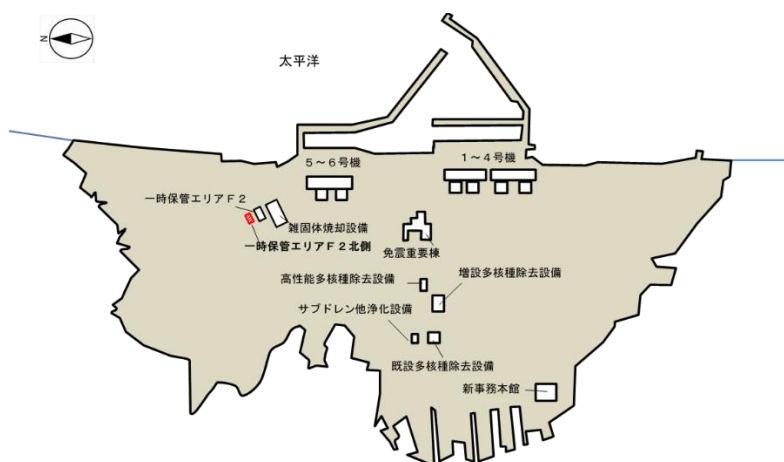 N
太平洋
5~6号機
1~4号機
一時保管エリアF2
雑固体焼却設備
一時保管エリアF2北側
免震重要棟
高性能多核種除去設備
増設多核種除去設備
サブドレン他浄化設備
既設多核種除去設備
新事務本館